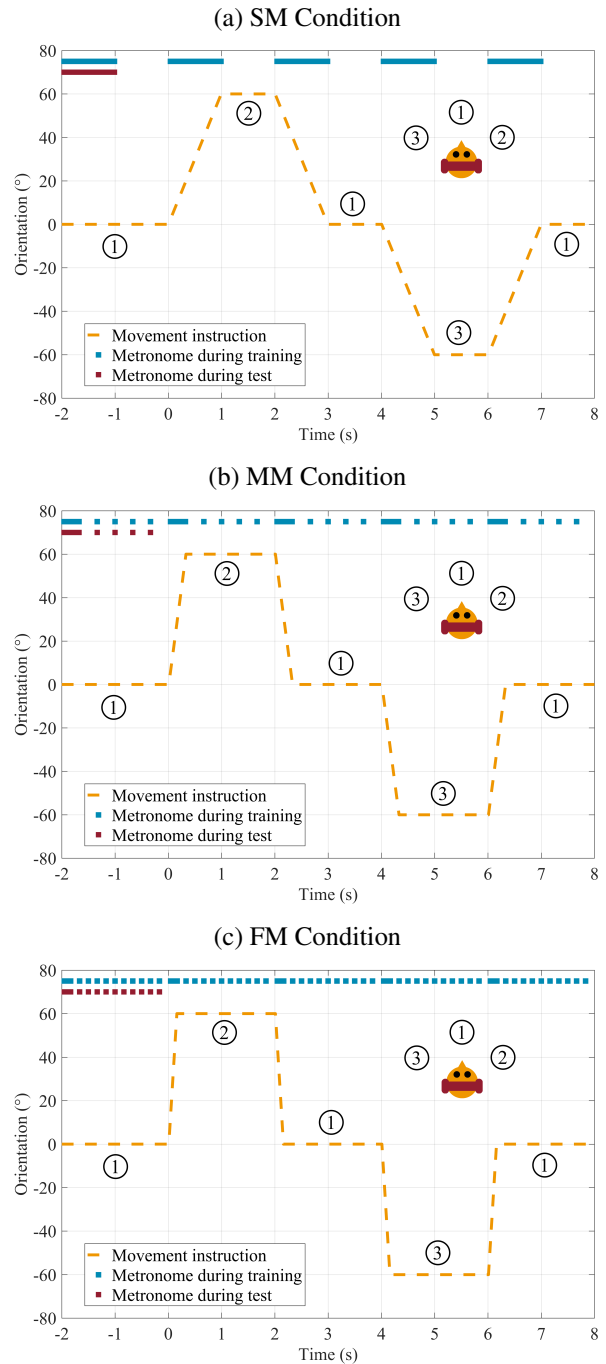 (a) SM Condition
80
60
40
20
0
-20
-40
-60
-80
Orientation (°)
① ② ① ③ ①
① ③ ②
Movement instruction
Metronome during training
Metronome during test
-2 -1 0 1 2 3 4 5 6 7 8
Time (s)
(b) MM Condition
80
60
40
20
0
-20
-40
-60
-80
Orientation (°)
① ② ① ③ ①
① ③ ②
Movement instruction
Metronome during training
Metronome during test
-2 -1 0 1 2 3 4 5 6 7 8
Time (s)
(c) FM Condition
80
60
40
20
0
-20
-40
-60
-80
Orientation (°)
① ② ① ③ ①
① ③ ②
Movement instruction
Metronome during training
Metronome during test
-2 -1 0 1 2 3 4 5 6 7 8
Time (s)